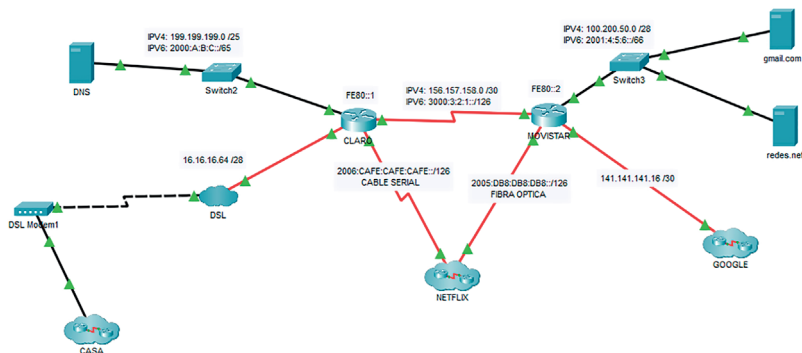 IPV4: 199.199.199.0 /25
IPV6: 2000:A:B:C::/65
DNS
Switch2
FE80::1
CLARO
IPV4: 156.157.158.0 /30
IPV6: 3000:3:2:1::/126
IPV4: 100.200.50.0 /28
IPV6: 2001:4:5:6::/66
FE80::2
MOVISTAR
Switch3
gmail.com
redes.net
16.16.16.64 /28
DSL
DSL Modem1
CASA
2006:CAFE:CAFE:CAFE::/126
CABLE SERIAL
2005:DB8:DB8:DB8::/126
FIBRA OPTICA
NETFLIX
141.141.141.16 /30
GOOGLE